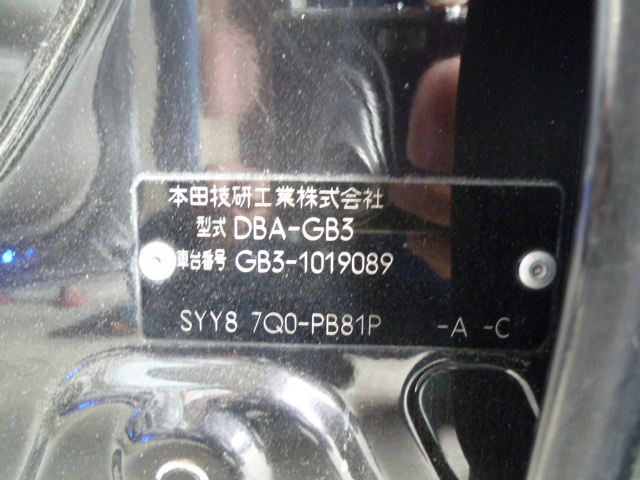 本田技研工業株式会社
型式 DBA-GB3
車台番号 GB3-1019089
SYY8 7Q0-PB81P -A -C